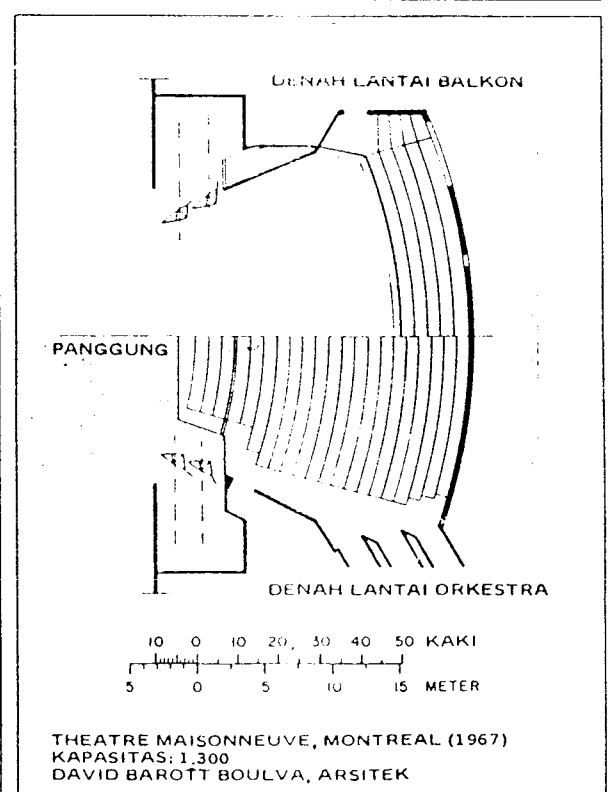 DENAH LANTAI BALKON
PANGGUNG
DENAH LANTAI ORKESTRA
10 0 10 20 30 40 50 KAKI
5 0 5 10 15 METER
THEATRE MAISONNEUVE, MONTREAL (1967)
KAPASITAS: 1.300
DAVID BAROTT BOULVA, ARSITEK